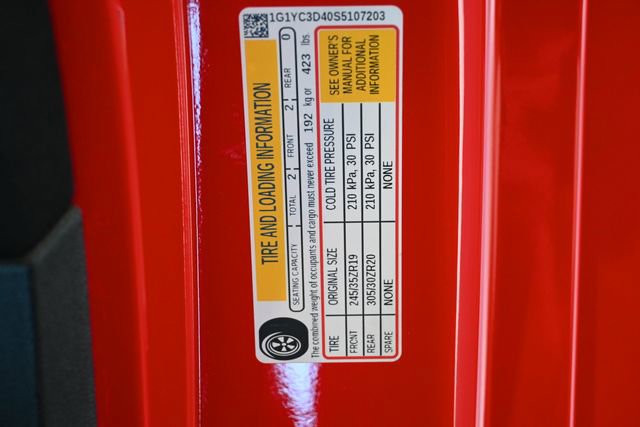 1G1YC3D40S5107203
TIRE AND LOADING INFORMATION
SEATING CAPACITY TOTAL 2 FRONT 2 REAR 0
The combined weight of occupants and cargo must never exceed 192 kg or 423 lbs.
TIRE ORIGINAL SIZE COLD TIRE PRESSURE
FRONT 245/35ZR19 210 kPa, 30 PSI
REAR 305/30ZR20 210 kPa, 30 PSI
SPARE NONE NONE
SEE OWNER'S
MANUAL FOR
ADDITIONAL
INFORMATION